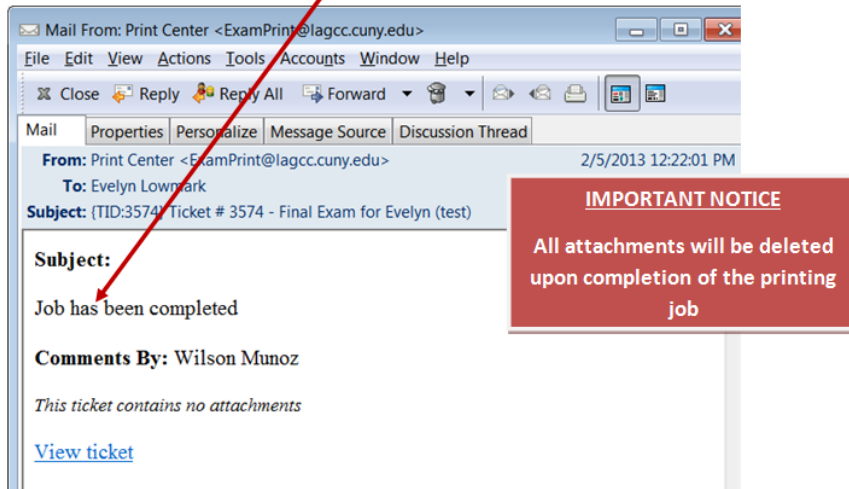 Mail From: Print Center <ExamPrint@lagcc.cuny.edu>
File Edit View Actions Tools Accounts Window Help
Close Reply Reply All Forward
Mail Properties Personalize Message Source Discussion Thread
From: Print Center <ExamPrint@lagcc.cuny.edu> 2/5/2013 12:22:01 PM
To: Evelyn Lowmark
Subject: {TID:3574} Ticket # 3574 - Final Exam for Evelyn (test)
IMPORTANT NOTICE
All attachments will be deleted
upon completion of the printing
job
Subject:
Job has been completed
Comments By: Wilson Munoz
This ticket contains no attachments
View ticket